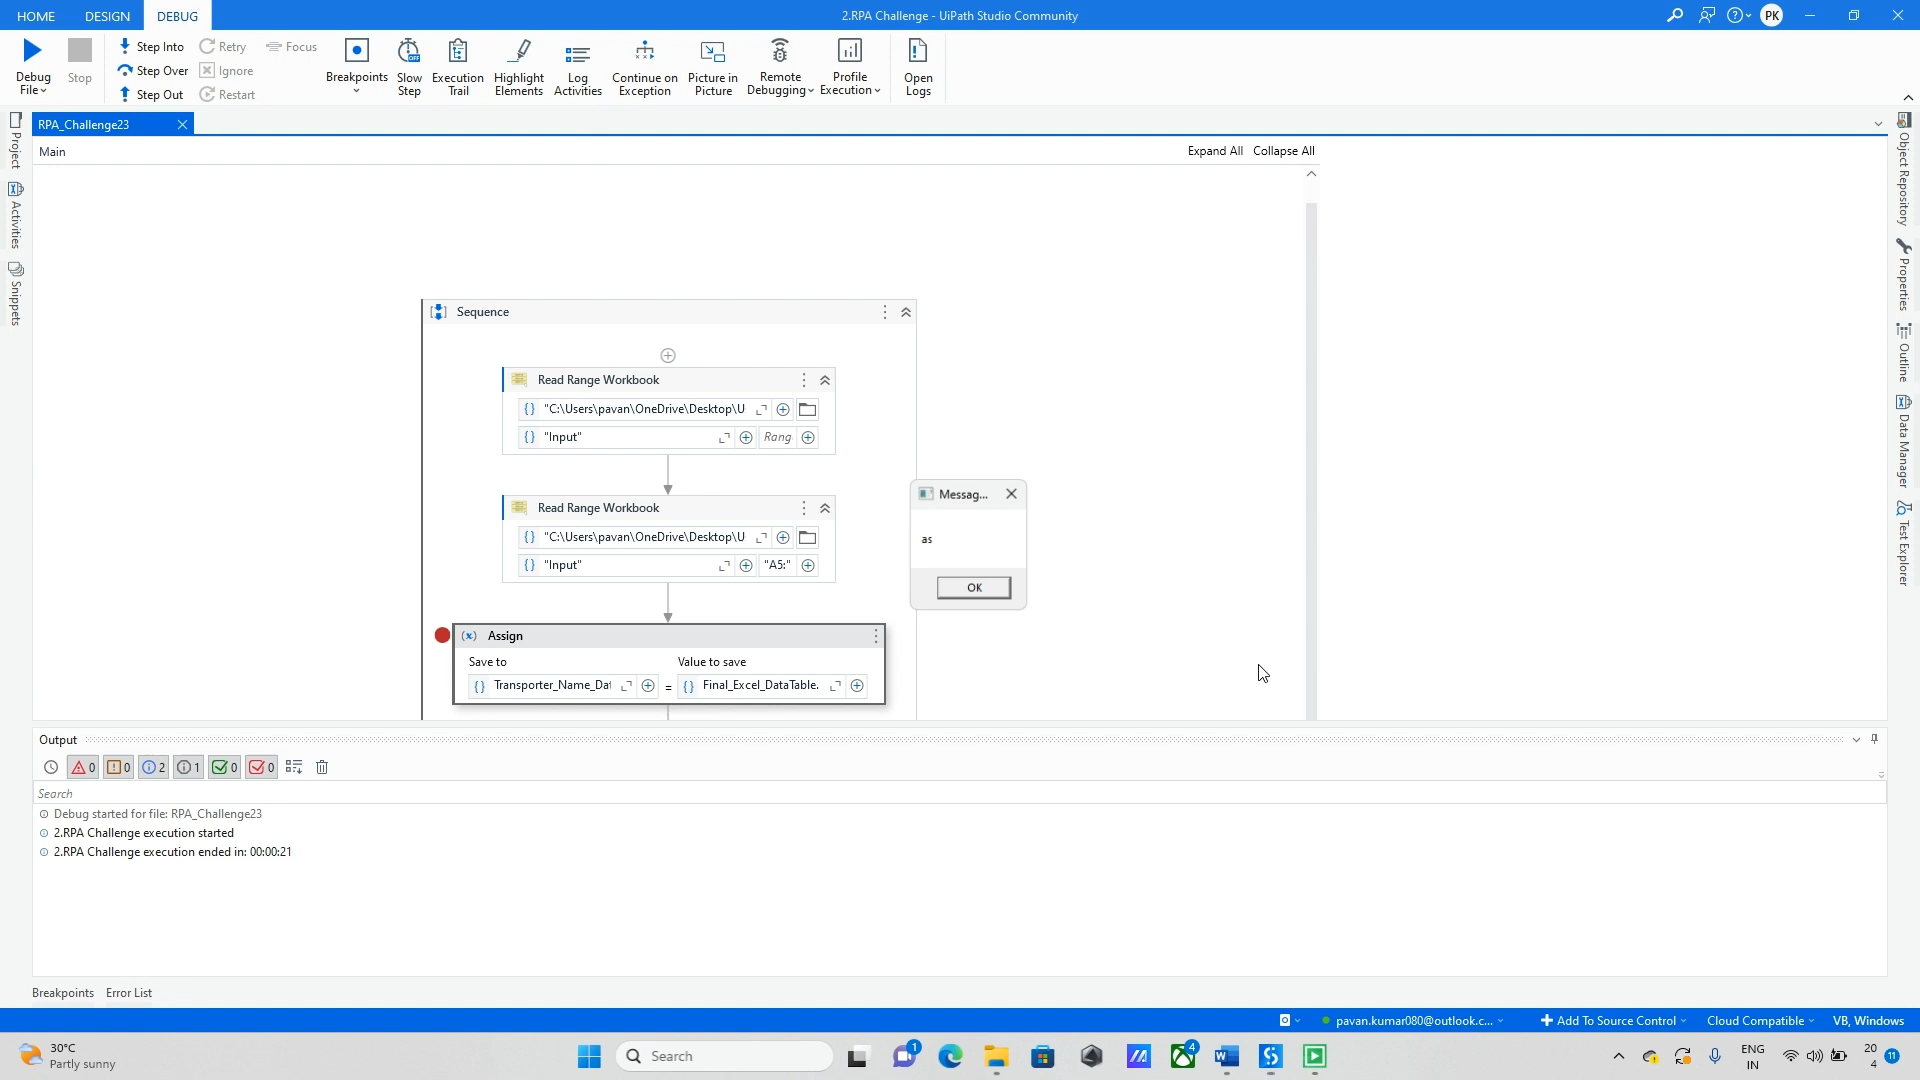 HOME DESIGN DEBUG 2.RPA Challenge - UiPath Studio Community PK
Debug File Stop
Step Into Retry Focus
Step Over Ignore
Step Out Restart
Breakpoints
Slow Step
Execution Trail
Highlight Elements
Log Activities
Continue on Exception
Picture in Picture
Remote Debugging
Profile Execution
Open Logs
OFF
RPA_Challenge23
Main Expand All Collapse All
Project
Activities
Snippets
Sequence
Read Range Workbook
"C:\Users\pavan\OneDrive\Desktop\U
"Input" Rang
Read Range Workbook
"C:\Users\pavan\OneDrive\Desktop\U
"Input" "A5:"
Assign
Save to Value to save
Transporter_Name_Dat = Final_Excel_DataTable.
Messag...
as
OK
Object Repository
Properties
Outline
Data Manager
Test Explorer
Output
0 0 2 1 0 0
Search
Debug started for file: RPA_Challenge23
2.RPA Challenge execution started
2.RPA Challenge execution ended in: 00:00:21
Breakpoints Error List
pavan.kumar080@outlook.c... Add To Source Control Cloud Compatible VB, Windows
30°C
Partly sunny
Search
1
4
ENG
IN
20
4
11